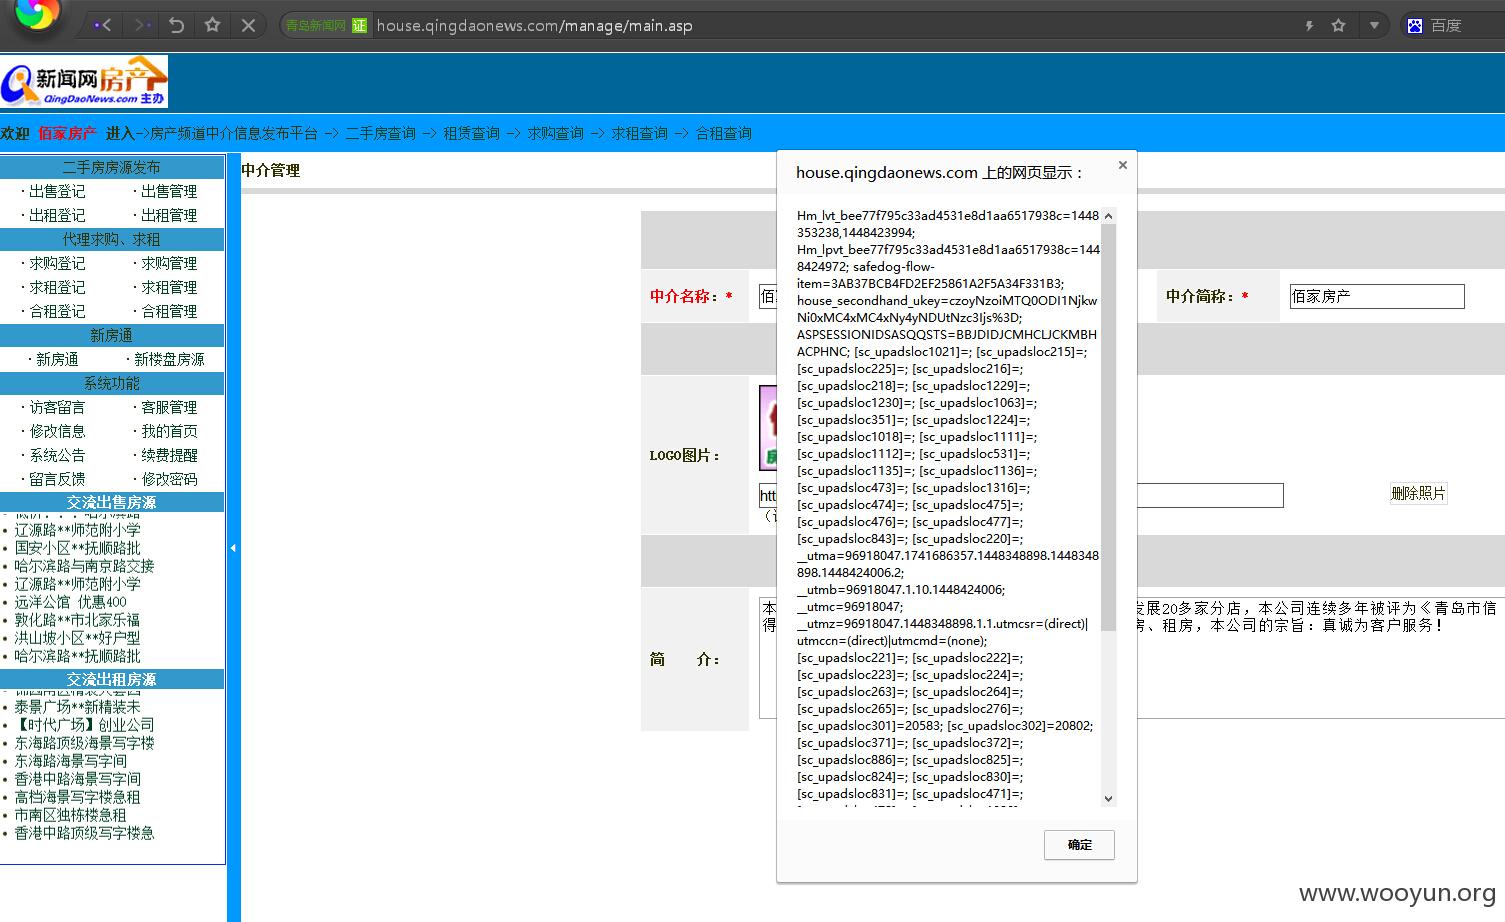 青岛新闻网 证 house.qingdaonews.com/manage/main.asp 百度
新闻网房产
QingDaoNews.com 主办
欢迎 佰家房产 进入->房产频道中介信息发布平台 -> 二手房查询 -> 租赁查询 -> 求购查询 -> 求租查询 -> 合租查询
二手房房源发布
·出售登记 ·出售管理
·出租登记 ·出租管理
代理求购、求租
·求购登记 ·求购管理
·求租登记 ·求租管理
·合租登记 ·合租管理
新房通
·新房通 ·新楼盘房源
系统功能
·访客留言 ·客服管理
·修改信息 ·我的首页
·系统公告 ·续费提醒
·留言反馈 ·修改密码
交流出售房源
• 辽源路**师范附小学
• 国安小区**抚顺路批
• 哈尔滨路与南京路交接
• 辽源路**师范附小学
• 远洋公馆 优惠400
• 敦化路**市北家乐福
• 洪山坡小区**好户型
• 哈尔滨路**抚顺路批
交流出租房源
• 泰景广场**新精装未
• 【时代广场】创业公司
• 东海路顶级海景写字楼
• 东海路海景写字间
• 香港中路海景写字间
• 高档海景写字楼急租
• 市南区独栋楼急租
• 香港中路顶级写字楼急
中介管理
中介名称：* 佰
中介简称：* 佰家房产
LOGO图片：
htt
删除照片
简 介：
本
发展20多家分店，本公司连续多年被评为《青岛市信
得
房、租房，本公司的宗旨：真诚为客户服务！
house.qingdaonews.com 上的网页显示：
Hm_lvt_bee77f795c33ad4531e8d1aa6517938c=1448
353238,1448423994;
Hm_lpvt_bee77f795c33ad4531e8d1aa6517938c=144
8424972; safedog-flow-
item=3AB37BCB4FD2EF25861A2F5A34F331B3;
house_secondhand_ukey=czoyNzoiMTQ0ODI1Njkw
Ni0xMC4xMC4xNy4yNDUtNzc3Ijs%3D;
ASPSESSIONIDSASQQSTS=BBJDIDJCMHCLJCKMBH
ACPHNC; [sc_upadsloc1021]=; [sc_upadsloc215]=;
[sc_upadsloc225]=; [sc_upadsloc216]=;
[sc_upadsloc218]=; [sc_upadsloc1229]=;
[sc_upadsloc1230]=; [sc_upadsloc1063]=;
[sc_upadsloc351]=; [sc_upadsloc1224]=;
[sc_upadsloc1018]=; [sc_upadsloc1111]=;
[sc_upadsloc1112]=; [sc_upadsloc531]=;
[sc_upadsloc1135]=; [sc_upadsloc1136]=;
[sc_upadsloc473]=; [sc_upadsloc1316]=;
[sc_upadsloc474]=; [sc_upadsloc475]=;
[sc_upadsloc476]=; [sc_upadsloc477]=;
[sc_upadsloc843]=; [sc_upadsloc220]=;
__utma=96918047.1741686357.1448348898.1448348
898.1448424006.2;
__utmb=96918047.1.10.1448424006;
__utmc=96918047;
__utmz=96918047.1448348898.1.1.utmcsr=(direct)|
utmccn=(direct)|utmcmd=(none);
[sc_upadsloc221]=; [sc_upadsloc222]=;
[sc_upadsloc223]=; [sc_upadsloc224]=;
[sc_upadsloc263]=; [sc_upadsloc264]=;
[sc_upadsloc265]=; [sc_upadsloc276]=;
[sc_upadsloc301]=20583; [sc_upadsloc302]=20802;
[sc_upadsloc371]=; [sc_upadsloc372]=;
[sc_upadsloc886]=; [sc_upadsloc825]=;
[sc_upadsloc824]=; [sc_upadsloc830]=;
[sc_upadsloc831]=; [sc_upadsloc471]=;
确定
www.wooyun.org